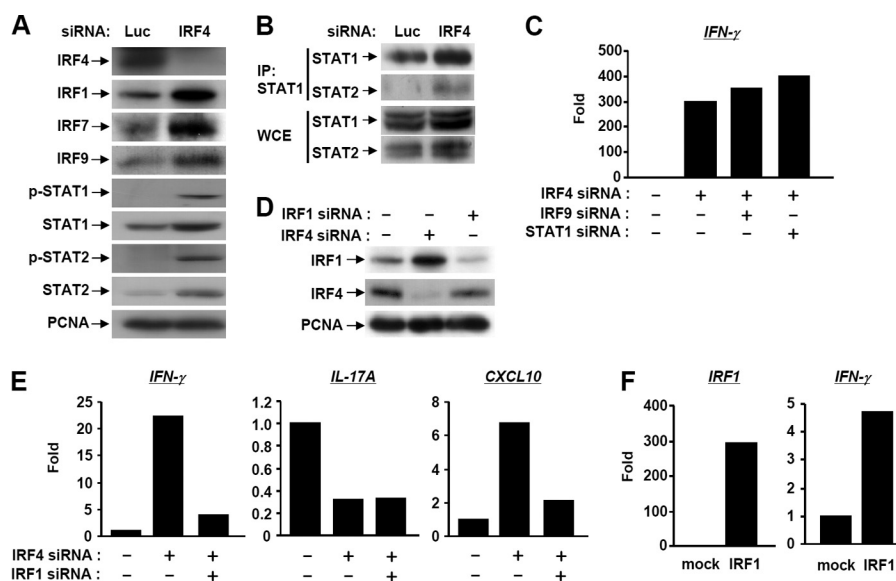 A
siRNA: Luc IRF4
IRF4
IRF1
IRF7
IRF9
p-STAT1
STAT1
p-STAT2
STAT2
PCNA
B
siRNA: Luc IRF4
IP: STAT1
STAT1
STAT2
WCE
STAT1
STAT2
C
IFN-γ
Fold
500
400
300
200
100
0
IRF4 siRNA : – + + +
IRF9 siRNA : – – + –
STAT1 siRNA : – – – +
D
IRF1 siRNA : – – +
IRF4 siRNA : – + –
IRF1
IRF4
PCNA
E
IFN-γ
Fold
25
20
15
10
5
0
IL-17A
1.2
1.0
0.8
0.6
0.4
0.2
0
CXCL10
8
6
4
2
0
IRF4 siRNA : – + + – + + – + +
IRF1 siRNA : – – + – – + – – +
F
IRF1
Fold
400
300
200
100
0
mock IRF1
IFN-γ
5
4
3
2
1
0
mock IRF1